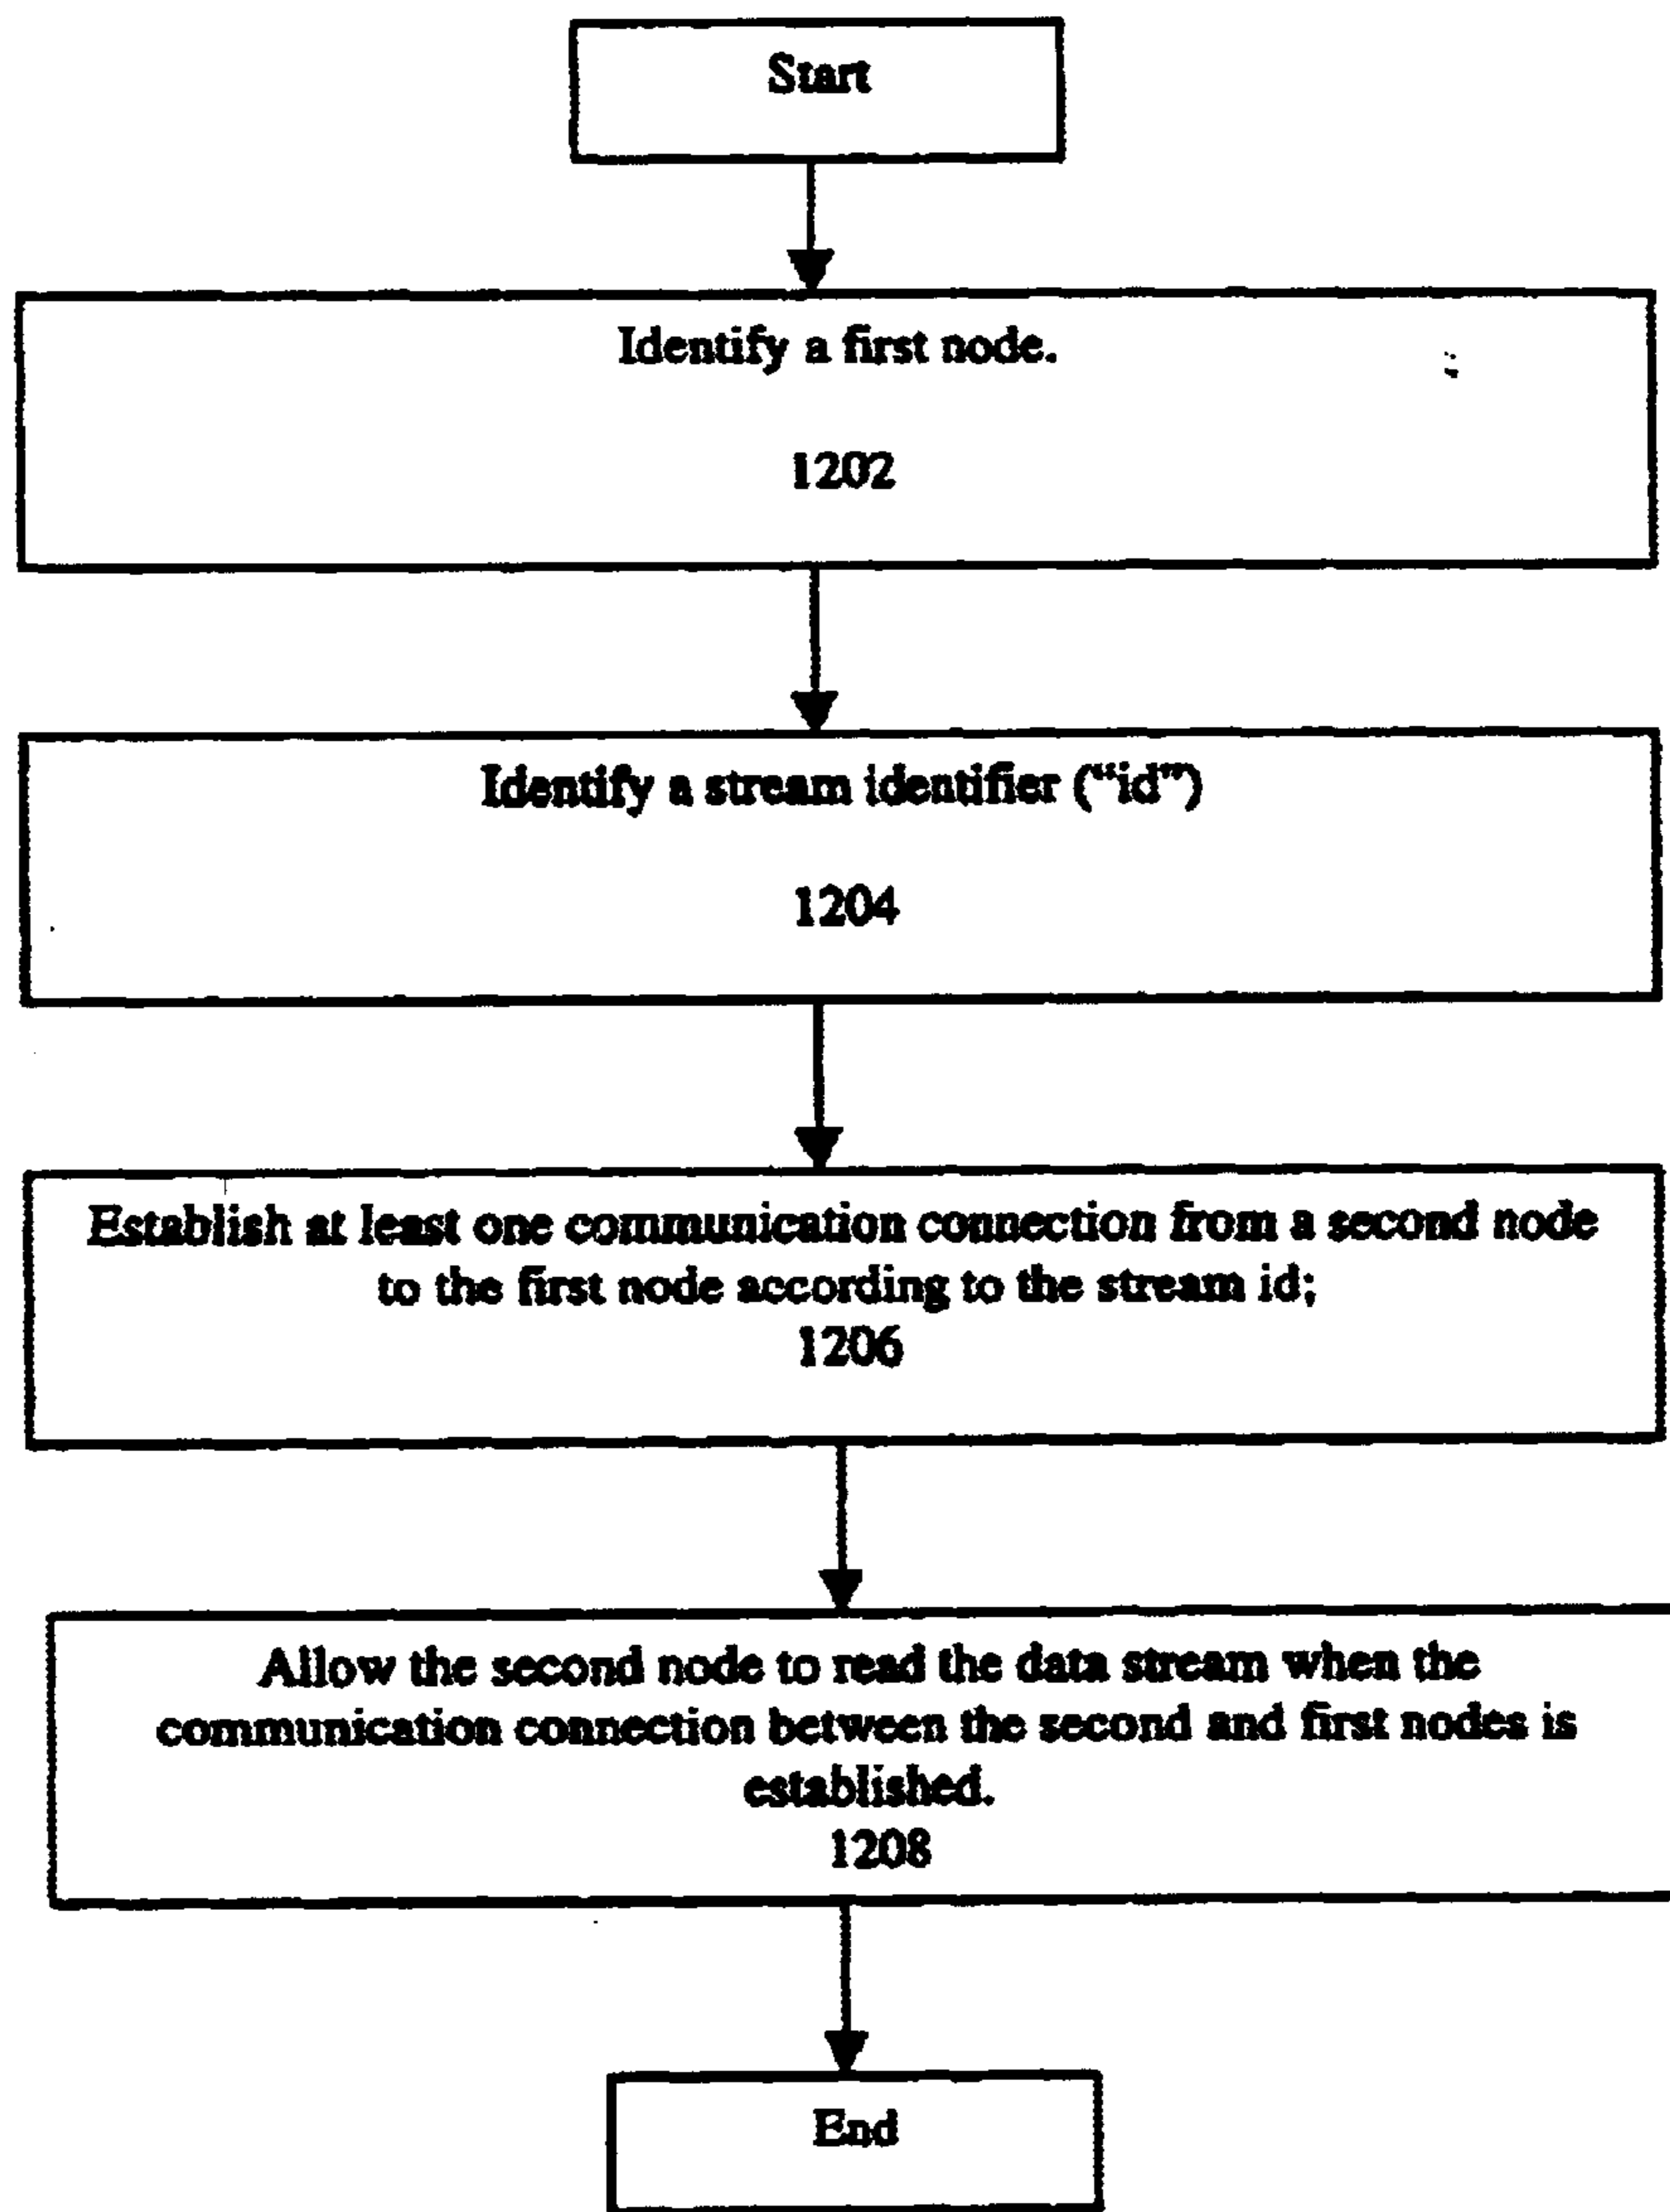 Start
Identify a first node.
1202
Identify a stream identifier (“id”)
1204
Establish at least one communication connection from a second node
to the first node according to the stream id;
1206
Allow the second node to read the data stream when the
communication connection between the second and first nodes is
established.
1208
End